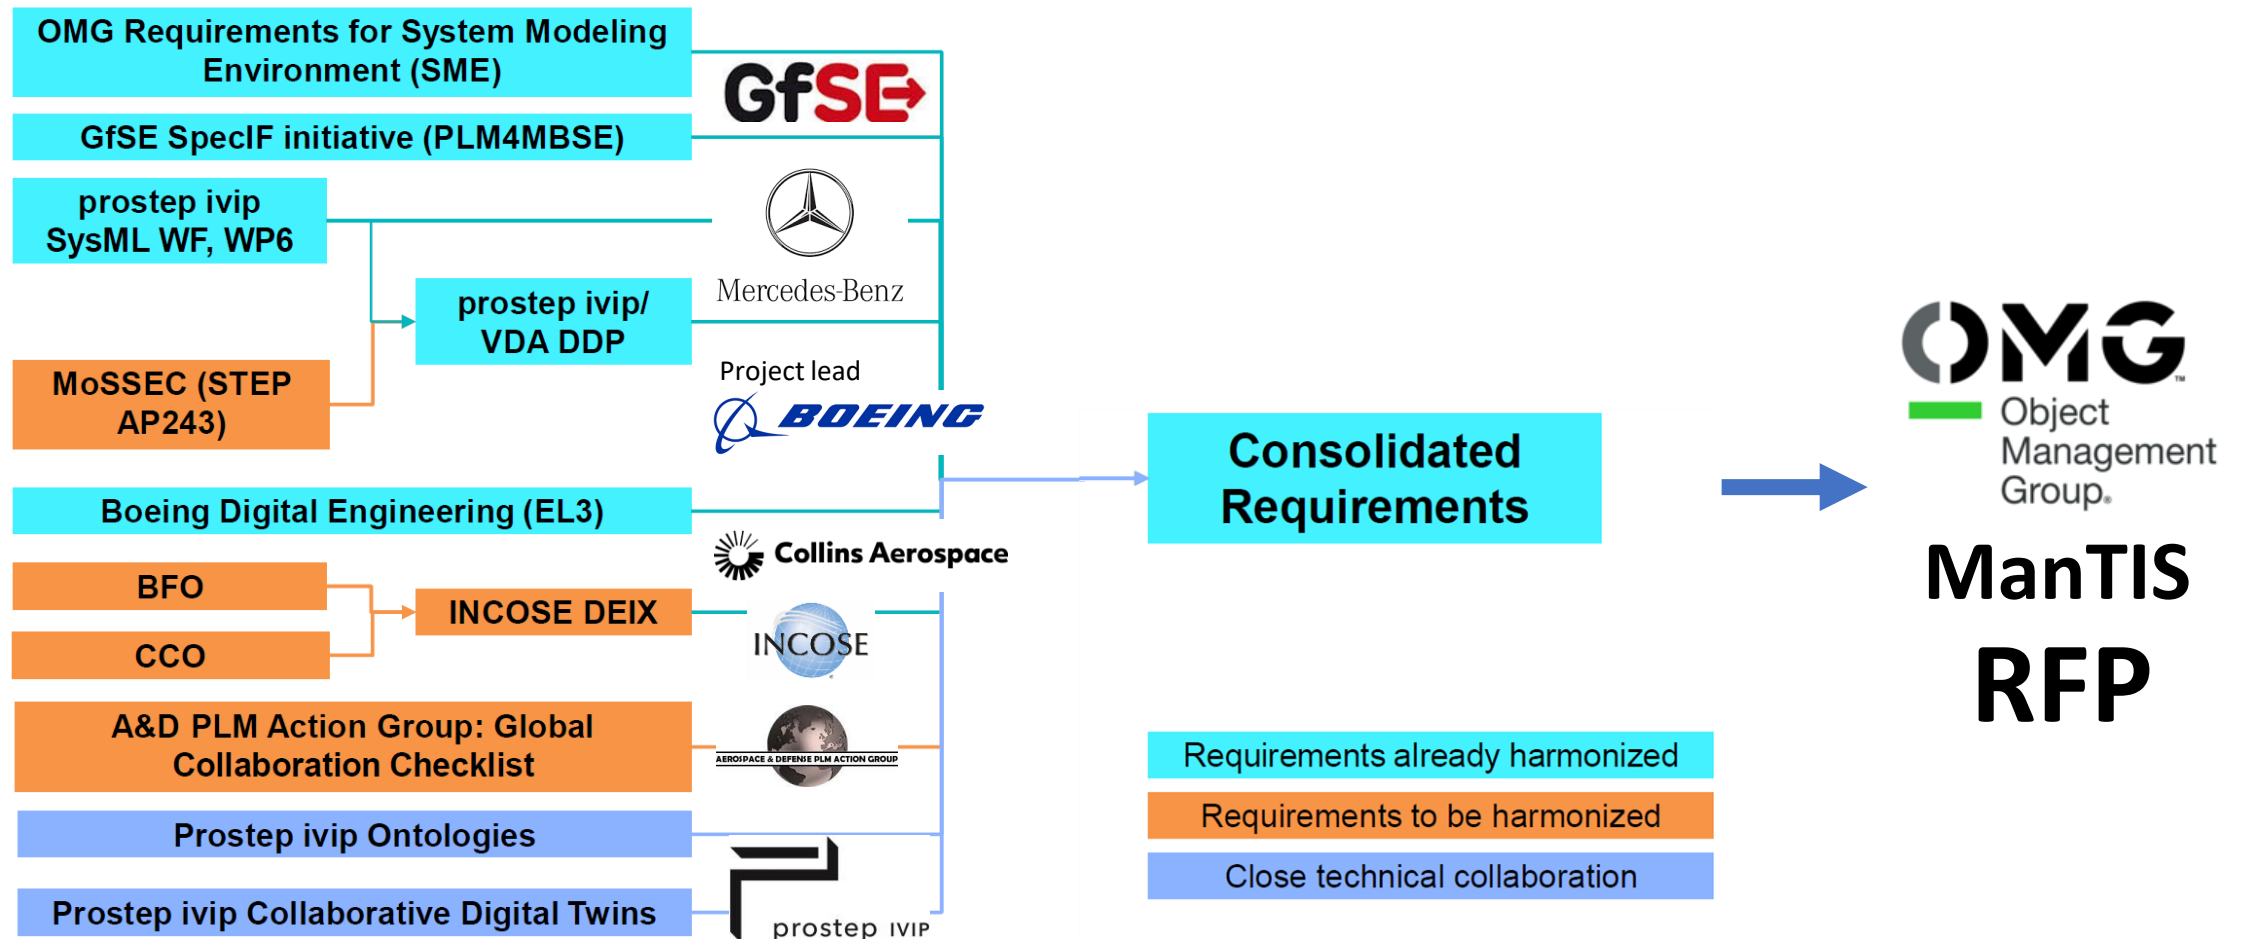 OMG Requirements for System Modeling
Environment (SME)
GfSE
GfSE SpecIF initiative (PLM4MBSE)
prostep ivip
SysML WF, WP6
Mercedes-Benz
prostep ivip/
VDA DDP
MoSSEC (STEP
AP243)
Project lead
BOEING
Boeing Digital Engineering (EL3)
Collins Aerospace
BFO
CCO
INCOSE DEIX
INCOSE
A&D PLM Action Group: Global
Collaboration Checklist
AEROSPACE & DEFENSE PLM ACTION GROUP
Prostep ivip Ontologies
Prostep ivip Collaborative Digital Twins
prostep IVIP
Consolidated
Requirements
OMG™
Object
Management
Group®
ManTIS
RFP
Requirements already harmonized
Requirements to be harmonized
Close technical collaboration